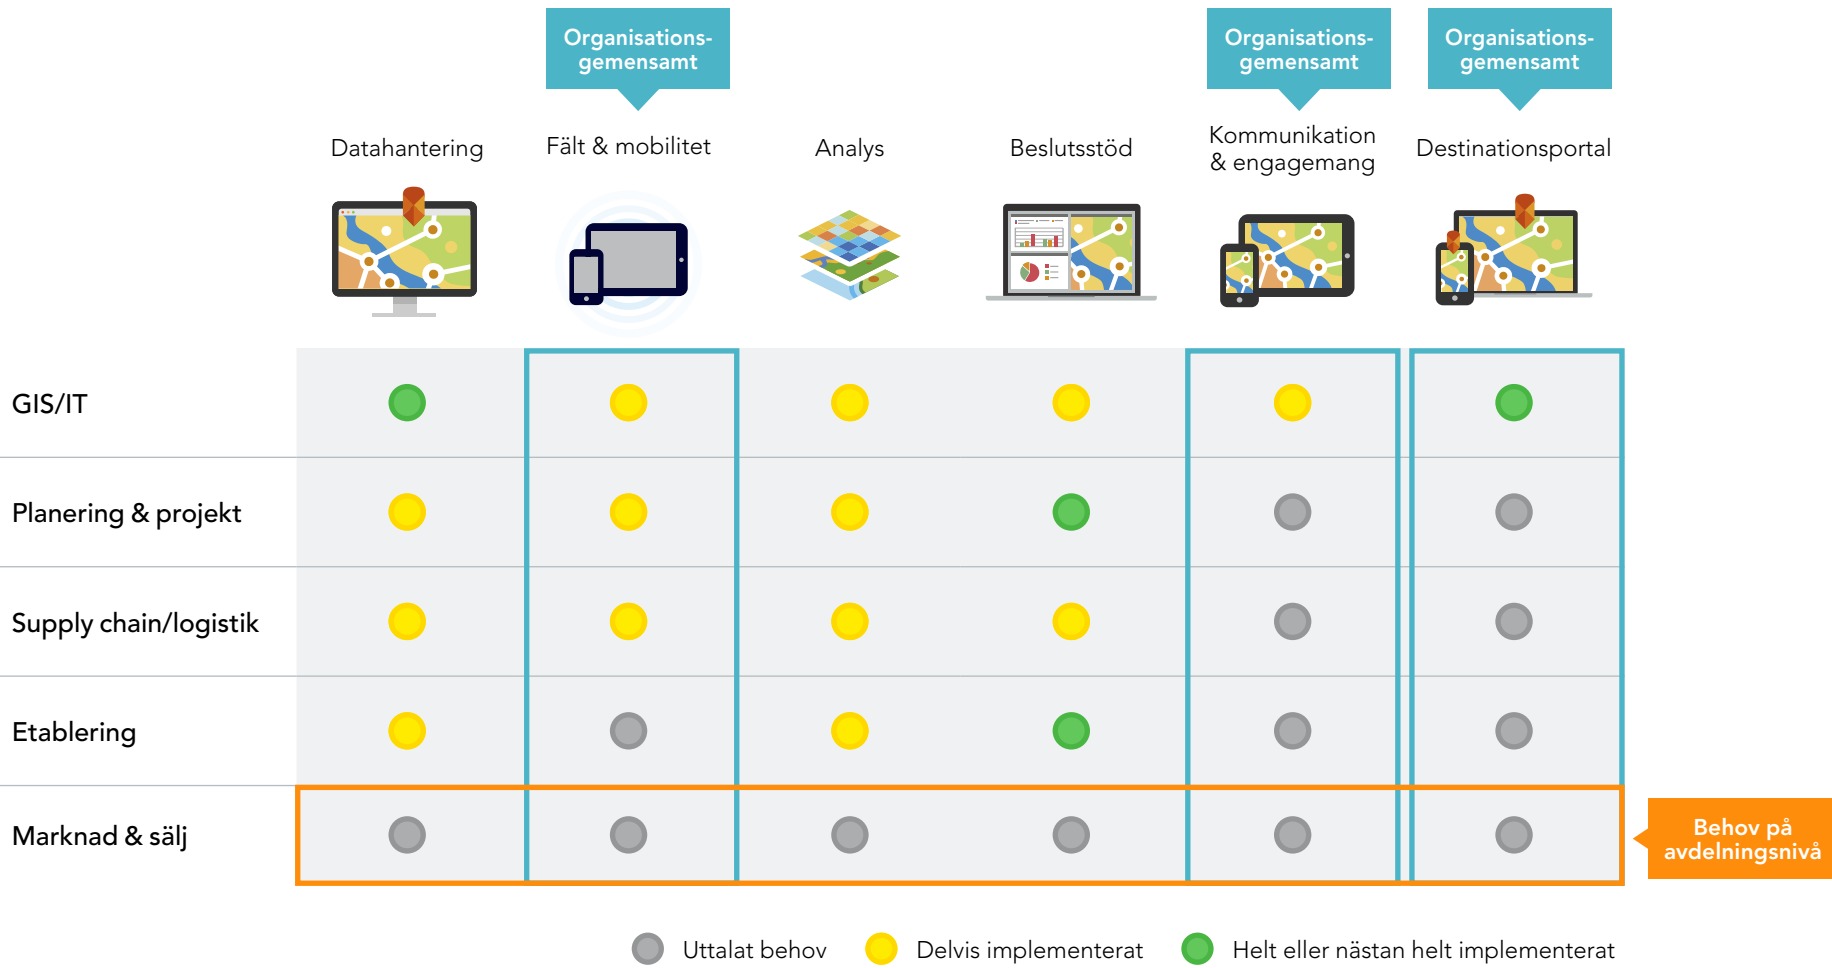 Organisations-
gemensamt
Organisations-
gemensamt
Organisations-
gemensamt
Datahantering
Fält & mobilitet
Analys
Beslutsstöd
Kommunikation
& engagemang
Destinationsportal
GIS/IT
Planering & projekt
Supply chain/logistik
Etablering
Marknad & sälj
Behov på
avdelningsnivå
Uttalat behov
Delvis implementerat
Helt eller nästan helt implementerat